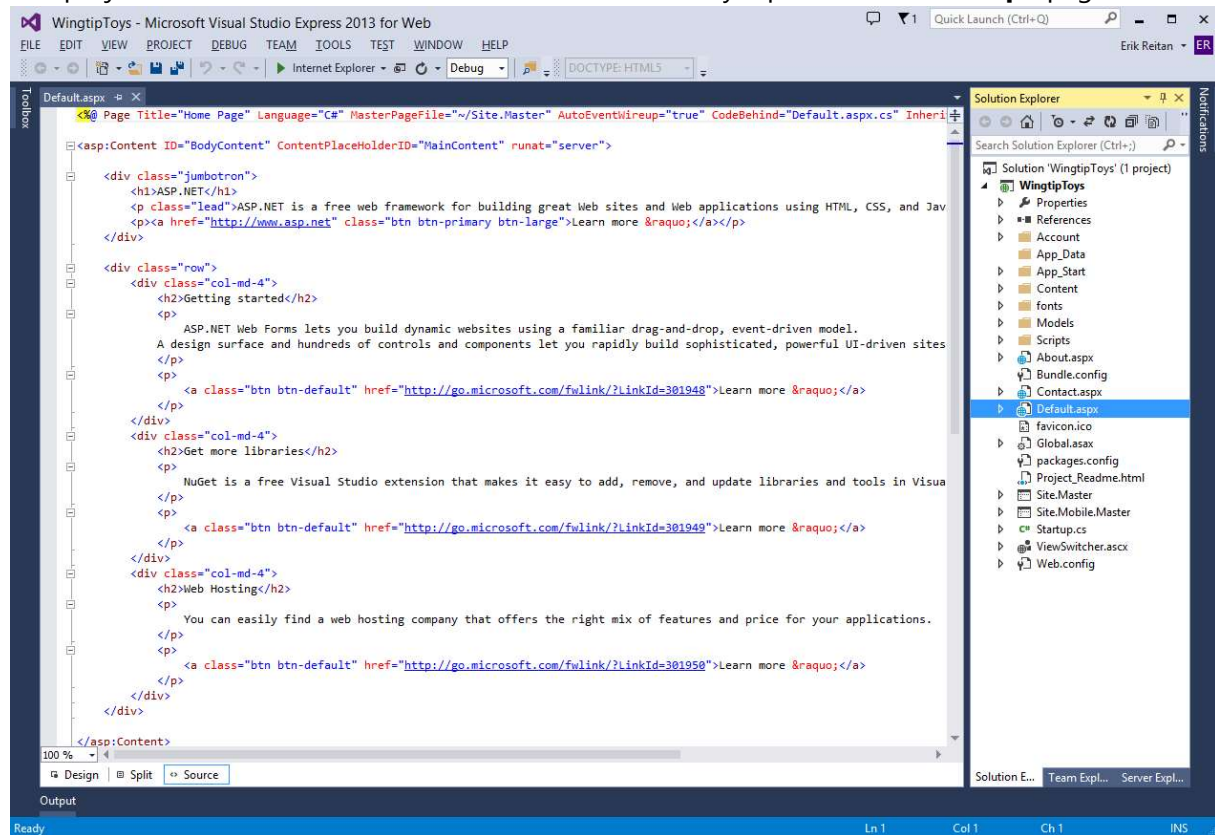 WingtipToys - Microsoft Visual Studio Express 2013 for Web
1
Quick Launch (Ctrl+Q)
FILE EDIT VIEW PROJECT DEBUG TEAM TOOLS TEST WINDOW HELP
Erik Reitan
ER
Internet Explorer
Debug
DOCTYPE: HTML5
Toolbox
Default.aspx
<%@ Page Title="Home Page" Language="C#" MasterPageFile="~/Site.Master" AutoEventWireup="true" CodeBehind="Default.aspx.cs" Inheri
<asp:Content ID="BodyContent" ContentPlaceHolderID="MainContent" runat="server">
<div class="jumbotron">
<h1>ASP.NET</h1>
<p class="lead">ASP.NET is a free web framework for building great Web sites and Web applications using HTML, CSS, and Jav
<p><a href="http://www.asp.net" class="btn btn-primary btn-large">Learn more &raquo;</a></p>
</div>
<div class="row">
<div class="col-md-4">
<h2>Getting started</h2>
<p>
ASP.NET Web Forms lets you build dynamic websites using a familiar drag-and-drop, event-driven model.
A design surface and hundreds of controls and components let you rapidly build sophisticated, powerful UI-driven sites
</p>
<p>
<a class="btn btn-default" href="http://go.microsoft.com/fwlink/?LinkId=301948">Learn more &raquo;</a>
</p>
</div>
<div class="col-md-4">
<h2>Get more libraries</h2>
<p>
NuGet is a free Visual Studio extension that makes it easy to add, remove, and update libraries and tools in Visua
</p>
<p>
<a class="btn btn-default" href="http://go.microsoft.com/fwlink/?LinkId=301949">Learn more &raquo;</a>
</p>
</div>
<div class="col-md-4">
<h2>Web Hosting</h2>
<p>
You can easily find a web hosting company that offers the right mix of features and price for your applications.
</p>
<p>
<a class="btn btn-default" href="http://go.microsoft.com/fwlink/?LinkId=301950">Learn more &raquo;</a>
</p>
</div>
</div>
</asp:Content>
100 %
Design Split Source
Solution Explorer
Search Solution Explorer (Ctrl+;)
Solution 'WingtipToys' (1 project)
WingtipToys
Properties
References
Account
App_Data
App_Start
Content
fonts
Models
Scripts
About.aspx
Bundle.config
Contact.aspx
Default.aspx
favicon.ico
Global.asax
packages.config
Project_Readme.html
Site.Master
Site.Mobile.Master
Startup.cs
ViewSwitcher.ascx
Web.config
Solution E... Team Expl... Server Expl...
Notifications
Output
Ready
Ln 1 Col 1 Ch 1 INS